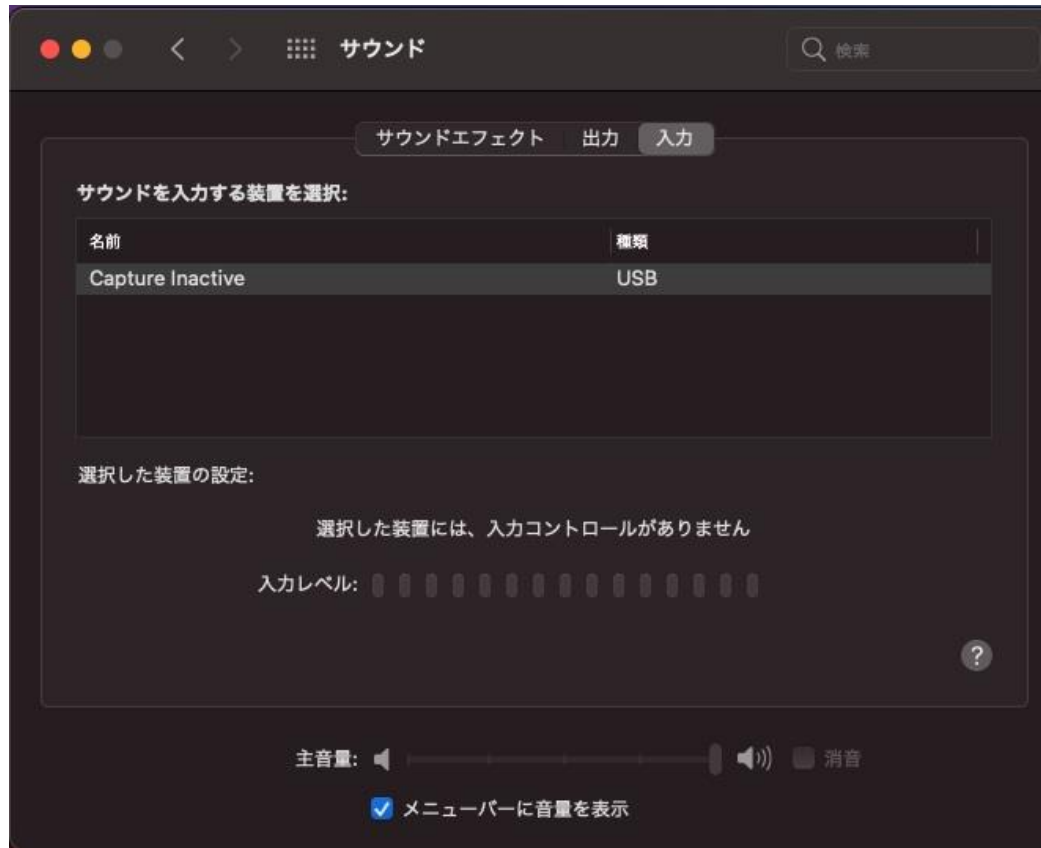 サウンド
検索
サウンドエフェクト 出力 入力
サウンドを入力する装置を選択:
名前 種類
Capture Inactive USB
選択した装置の設定:
選択した装置には、入力コントロールがありません
入力レベル:
?
主音量: 消音
メニューバーに音量を表示